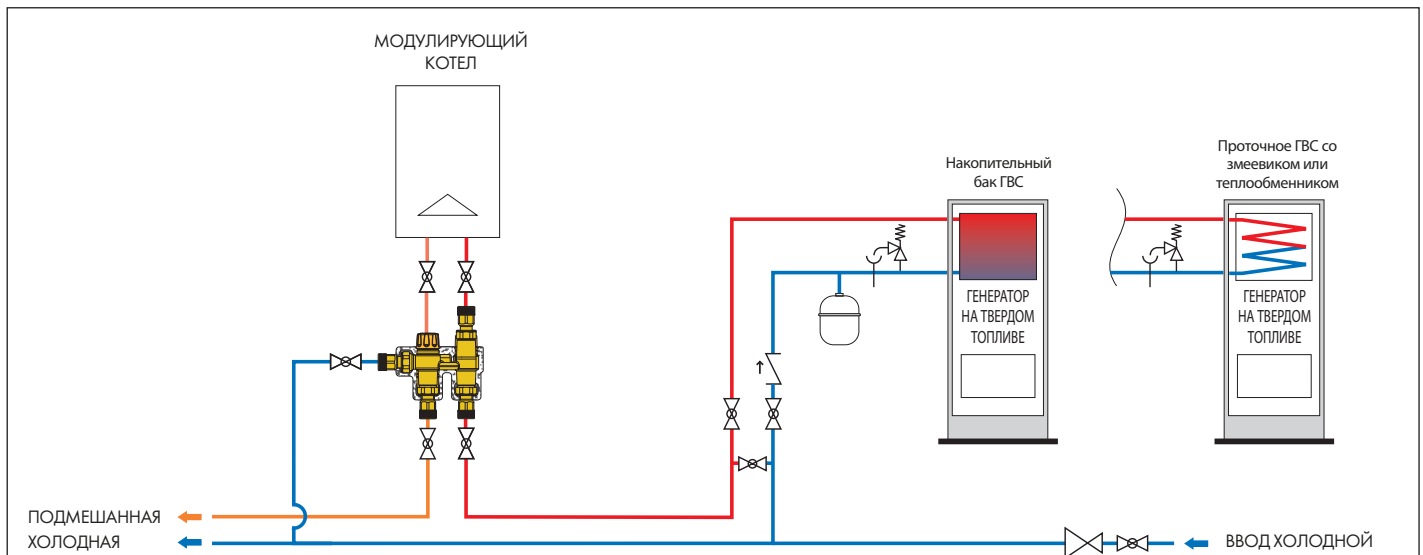 МОДУЛИРУЮЩИЙ
КОТЕЛ
Накопительный
бак ГВС
Проточное ГВС со
змеевиком или
теплообменником
ГЕНЕРАТОР
НА ТВЕРДОМ
ТОПЛИВЕ
ГЕНЕРАТОР
НА ТВЕРДОМ
ТОПЛИВЕ
ПОДМЕШАННАЯ
ХОЛОДНАЯ
ВВОД ХОЛОДНОЙ